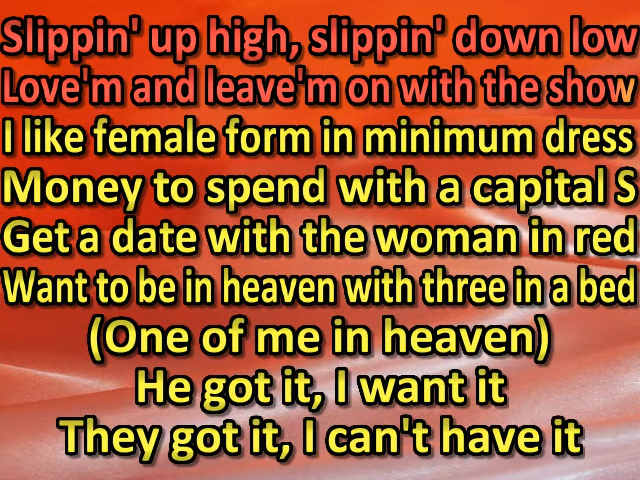 Slippin' up high, slippin' down low
Love'm and leave'm on with the show
I like female form in minimum dress
Money to spend with a capital S
Get a date with the woman in red
Want to be in heaven with three in a bed
(One of me in heaven)
He got it, I want it
They got it, I can't have it